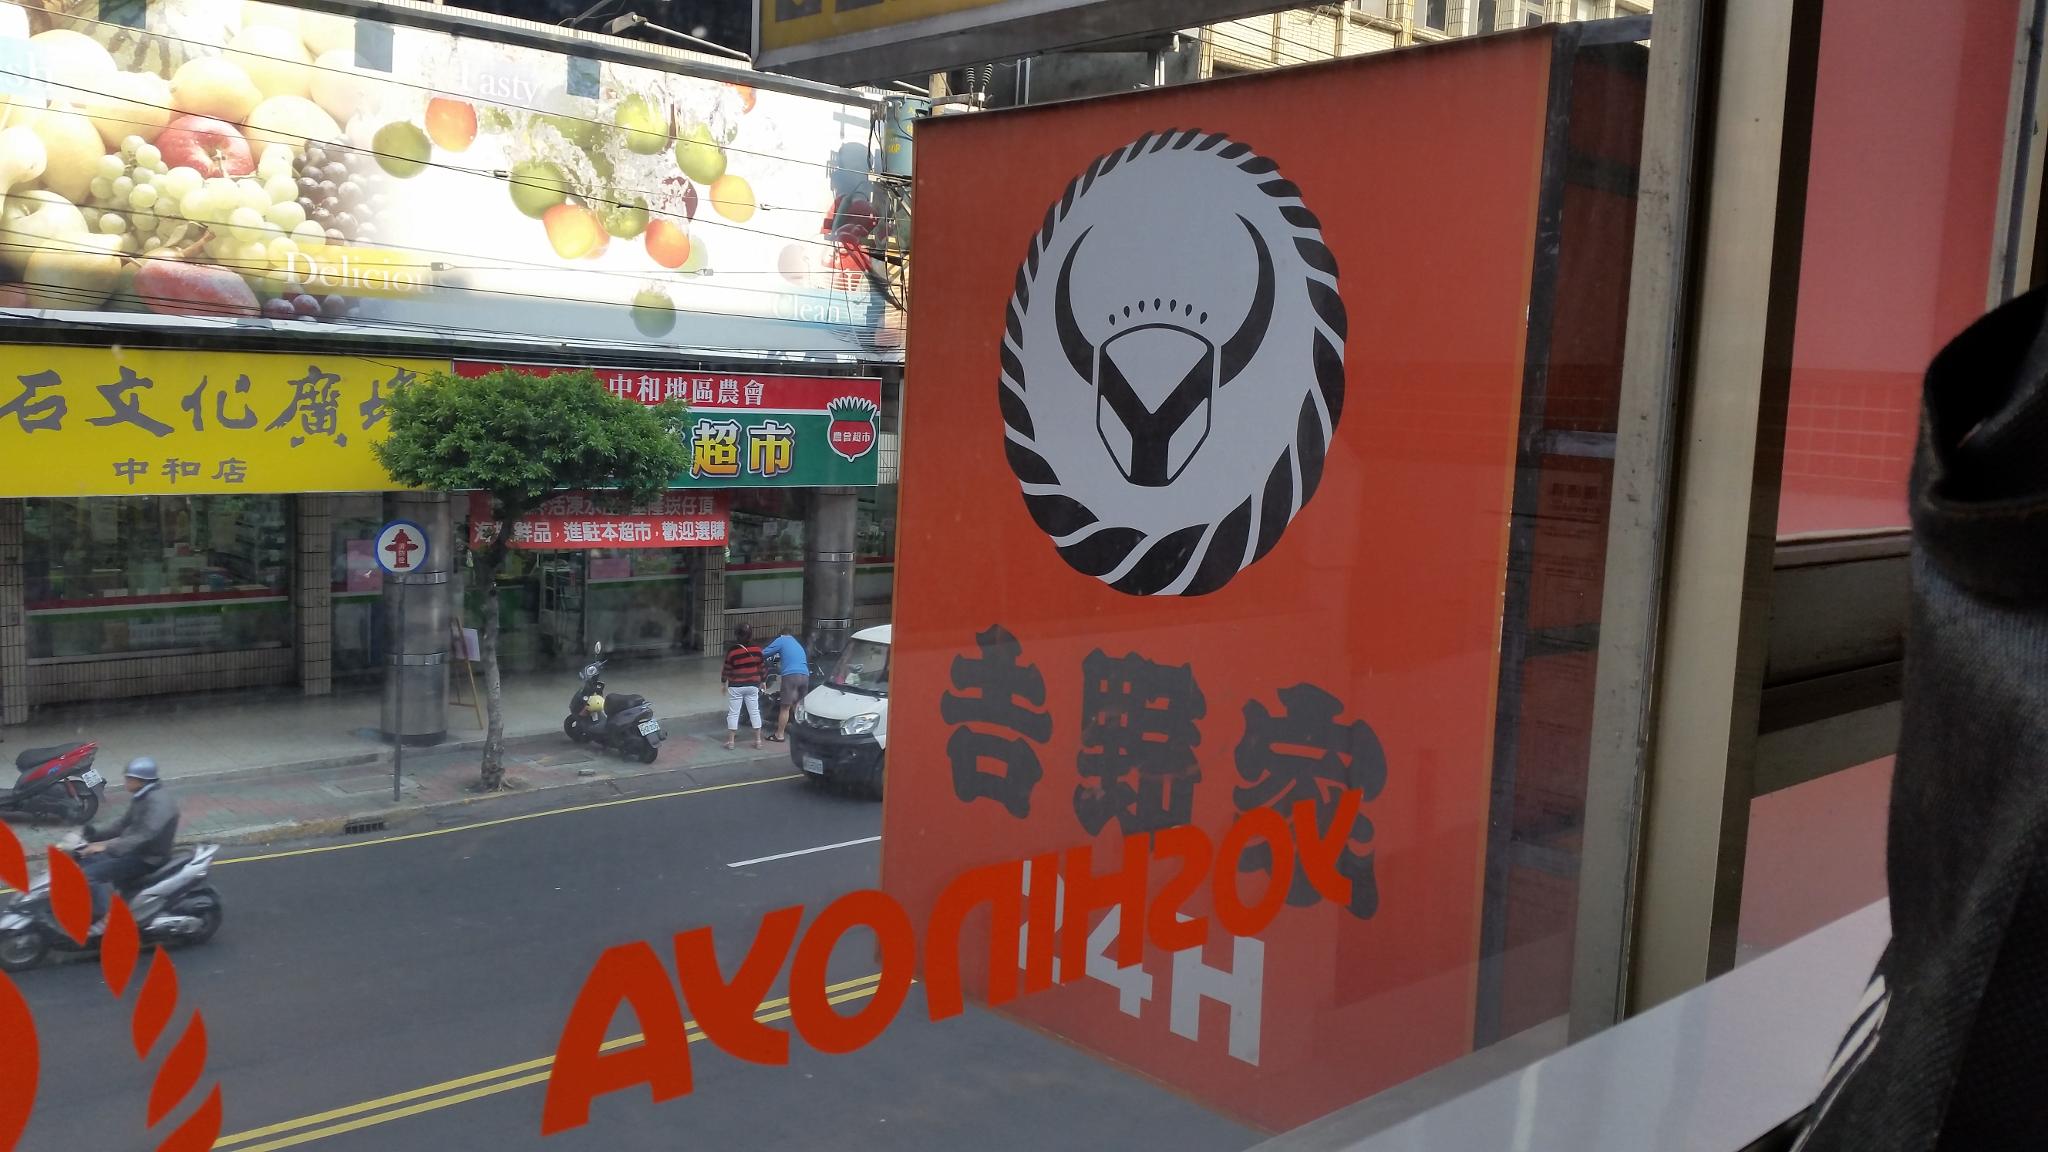 Tasty
Delicious
Clean
石文化廣場
中和店
中和地區農會
超市
農會超市
海鮮品，進駐本超市，歡迎選購
吉野家
24H
YOSHINOYA